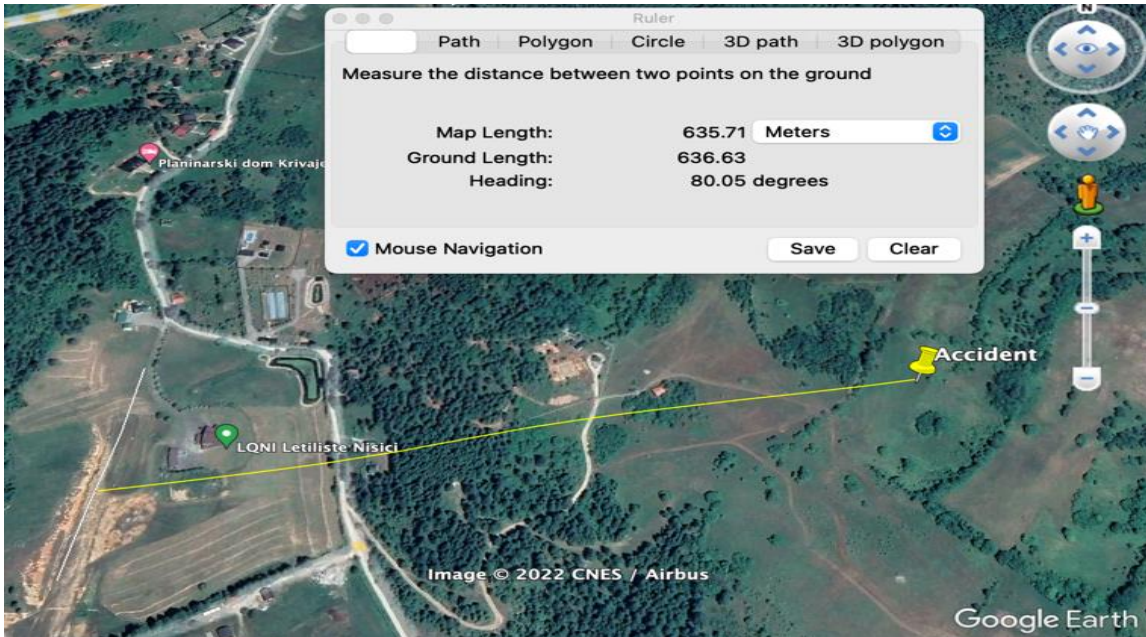 Ruler
Path Polygon Circle 3D path 3D polygon
Measure the distance between two points on the ground
Map Length: 635.71 Meters
Ground Length: 636.63
Heading: 80.05 degrees
Mouse Navigation Save Clear
N
Planinarski dom Krivaje
Accident
LQNI Letiliste Nisici
Image © 2022 CNES / Airbus
Google Earth